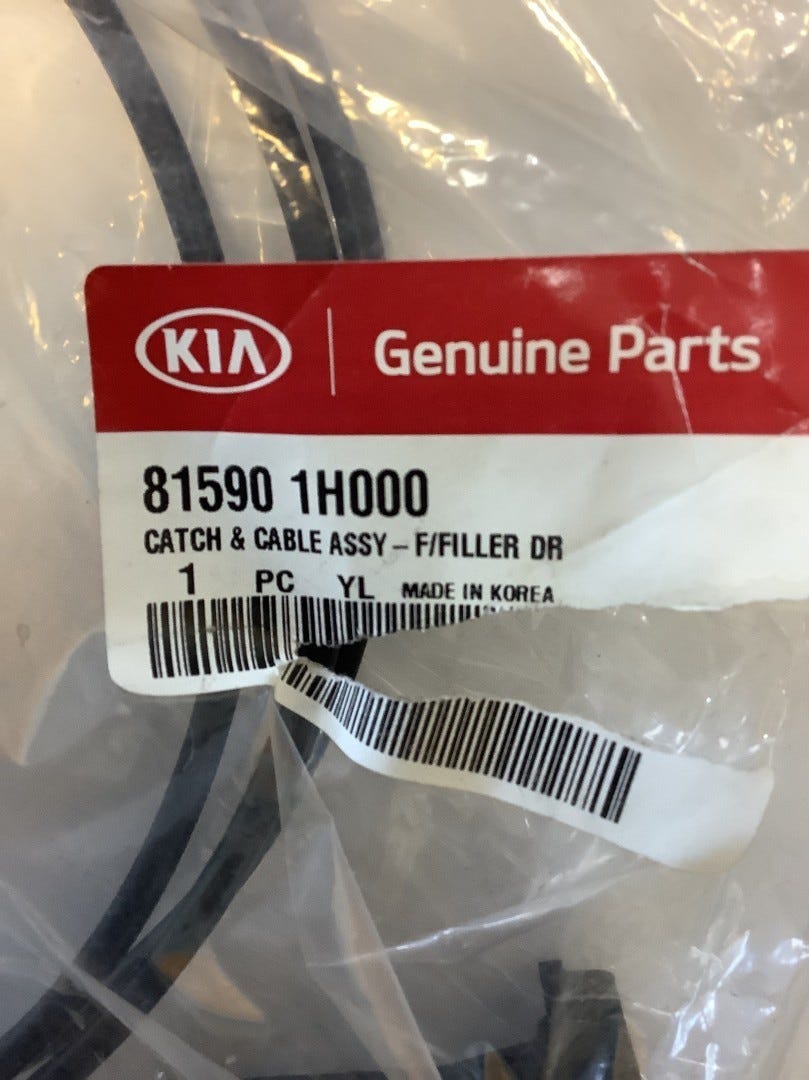 KIA Genuine Parts
81590 1H000
CATCH & CABLE ASSY - F/FILLER DR
1 PC YL MADE IN KOREA